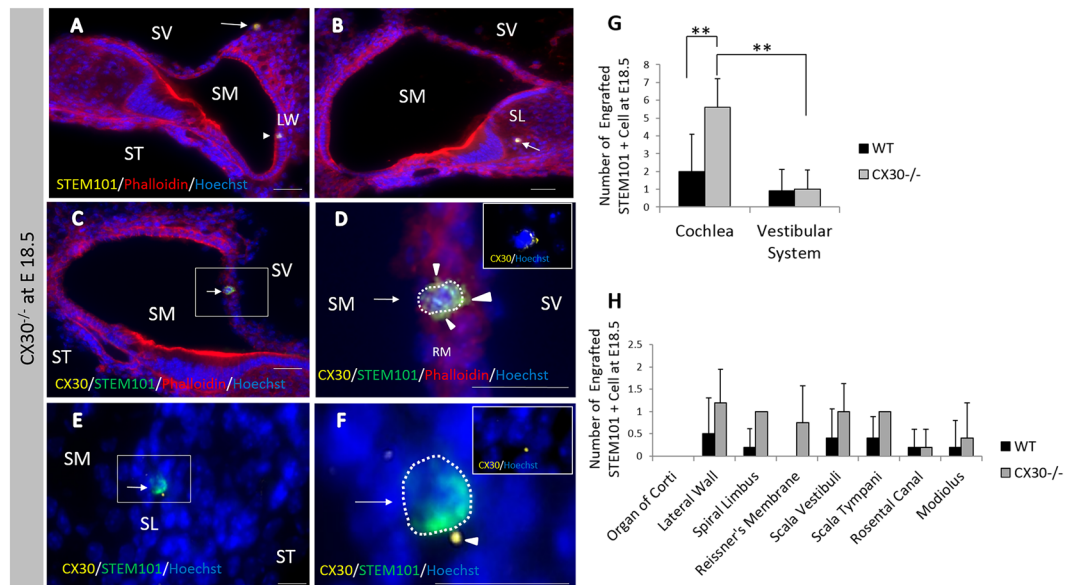 CX30-/- at E 18.5
A
SV
SM
LW
ST
STEM101/Phalloidin/Hoechst
B
SV
SM
SL
C
SV
SM
ST
CX30/STEM101/Phalloidin/Hoechst
D
CX30/Hoechst
SM
SV
RM
CX30/STEM101/Phalloidin/Hoechst
E
SM
SL
ST
CX30/STEM101/Hoechst
F
CX30/Hoechst
CX30/STEM101/Hoechst
G
**
**
Number of Engrafted
STEM101 + Cell at E18.5
8
7
6
5
4
3
2
1
0
Cochlea
Vestibular
System
WT
CX30-/-
H
Number of Engrafted
STEM101 + Cell at E18.5
2.5
2
1.5
1
0.5
0
Organ of Corti
Lateral Wall
Spiral Limbus
Reissner's Membrane
Scala Vestibuli
Scala Tympani
Rosental Canal
Modiolus
WT
CX30-/-